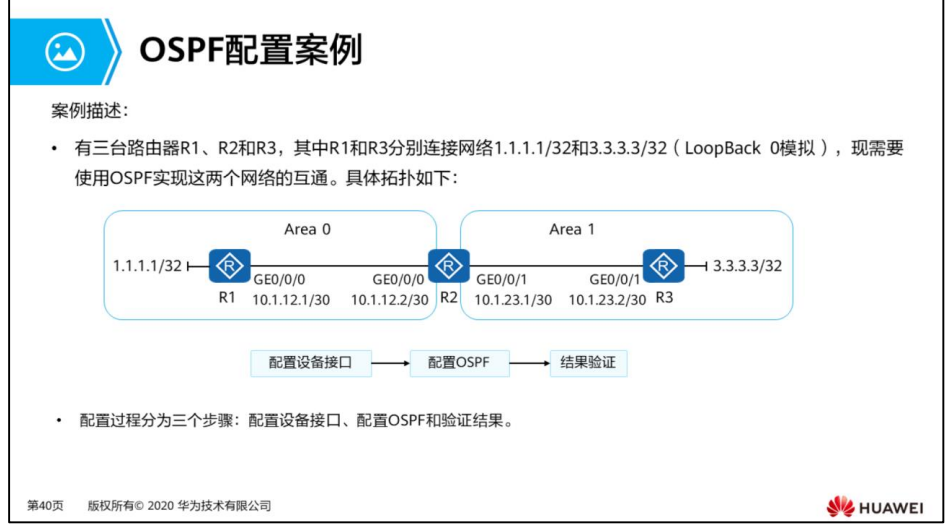 OSPF配置案例
案例描述：
• 有三台路由器R1、R2和R3，其中R1和R3分别连接网络1.1.1.1/32和3.3.3.3/32（LoopBack 0模拟），现需要
使用OSPF实现这两个网络的互通。具体拓扑如下：
Area 0
Area 1
1.1.1.1/32
R
R
R
3.3.3.3/32
GE0/0/0
GE0/0/0
GE0/0/1
GE0/0/1
R1
10.1.12.1/30
10.1.12.2/30
R2
10.1.23.1/30
10.1.23.2/30
R3
配置设备接口
配置OSPF
结果验证
• 配置过程分为三个步骤：配置设备接口、配置OSPF和验证结果。
第40页 版权所有© 2020 华为技术有限公司
HUAWEI